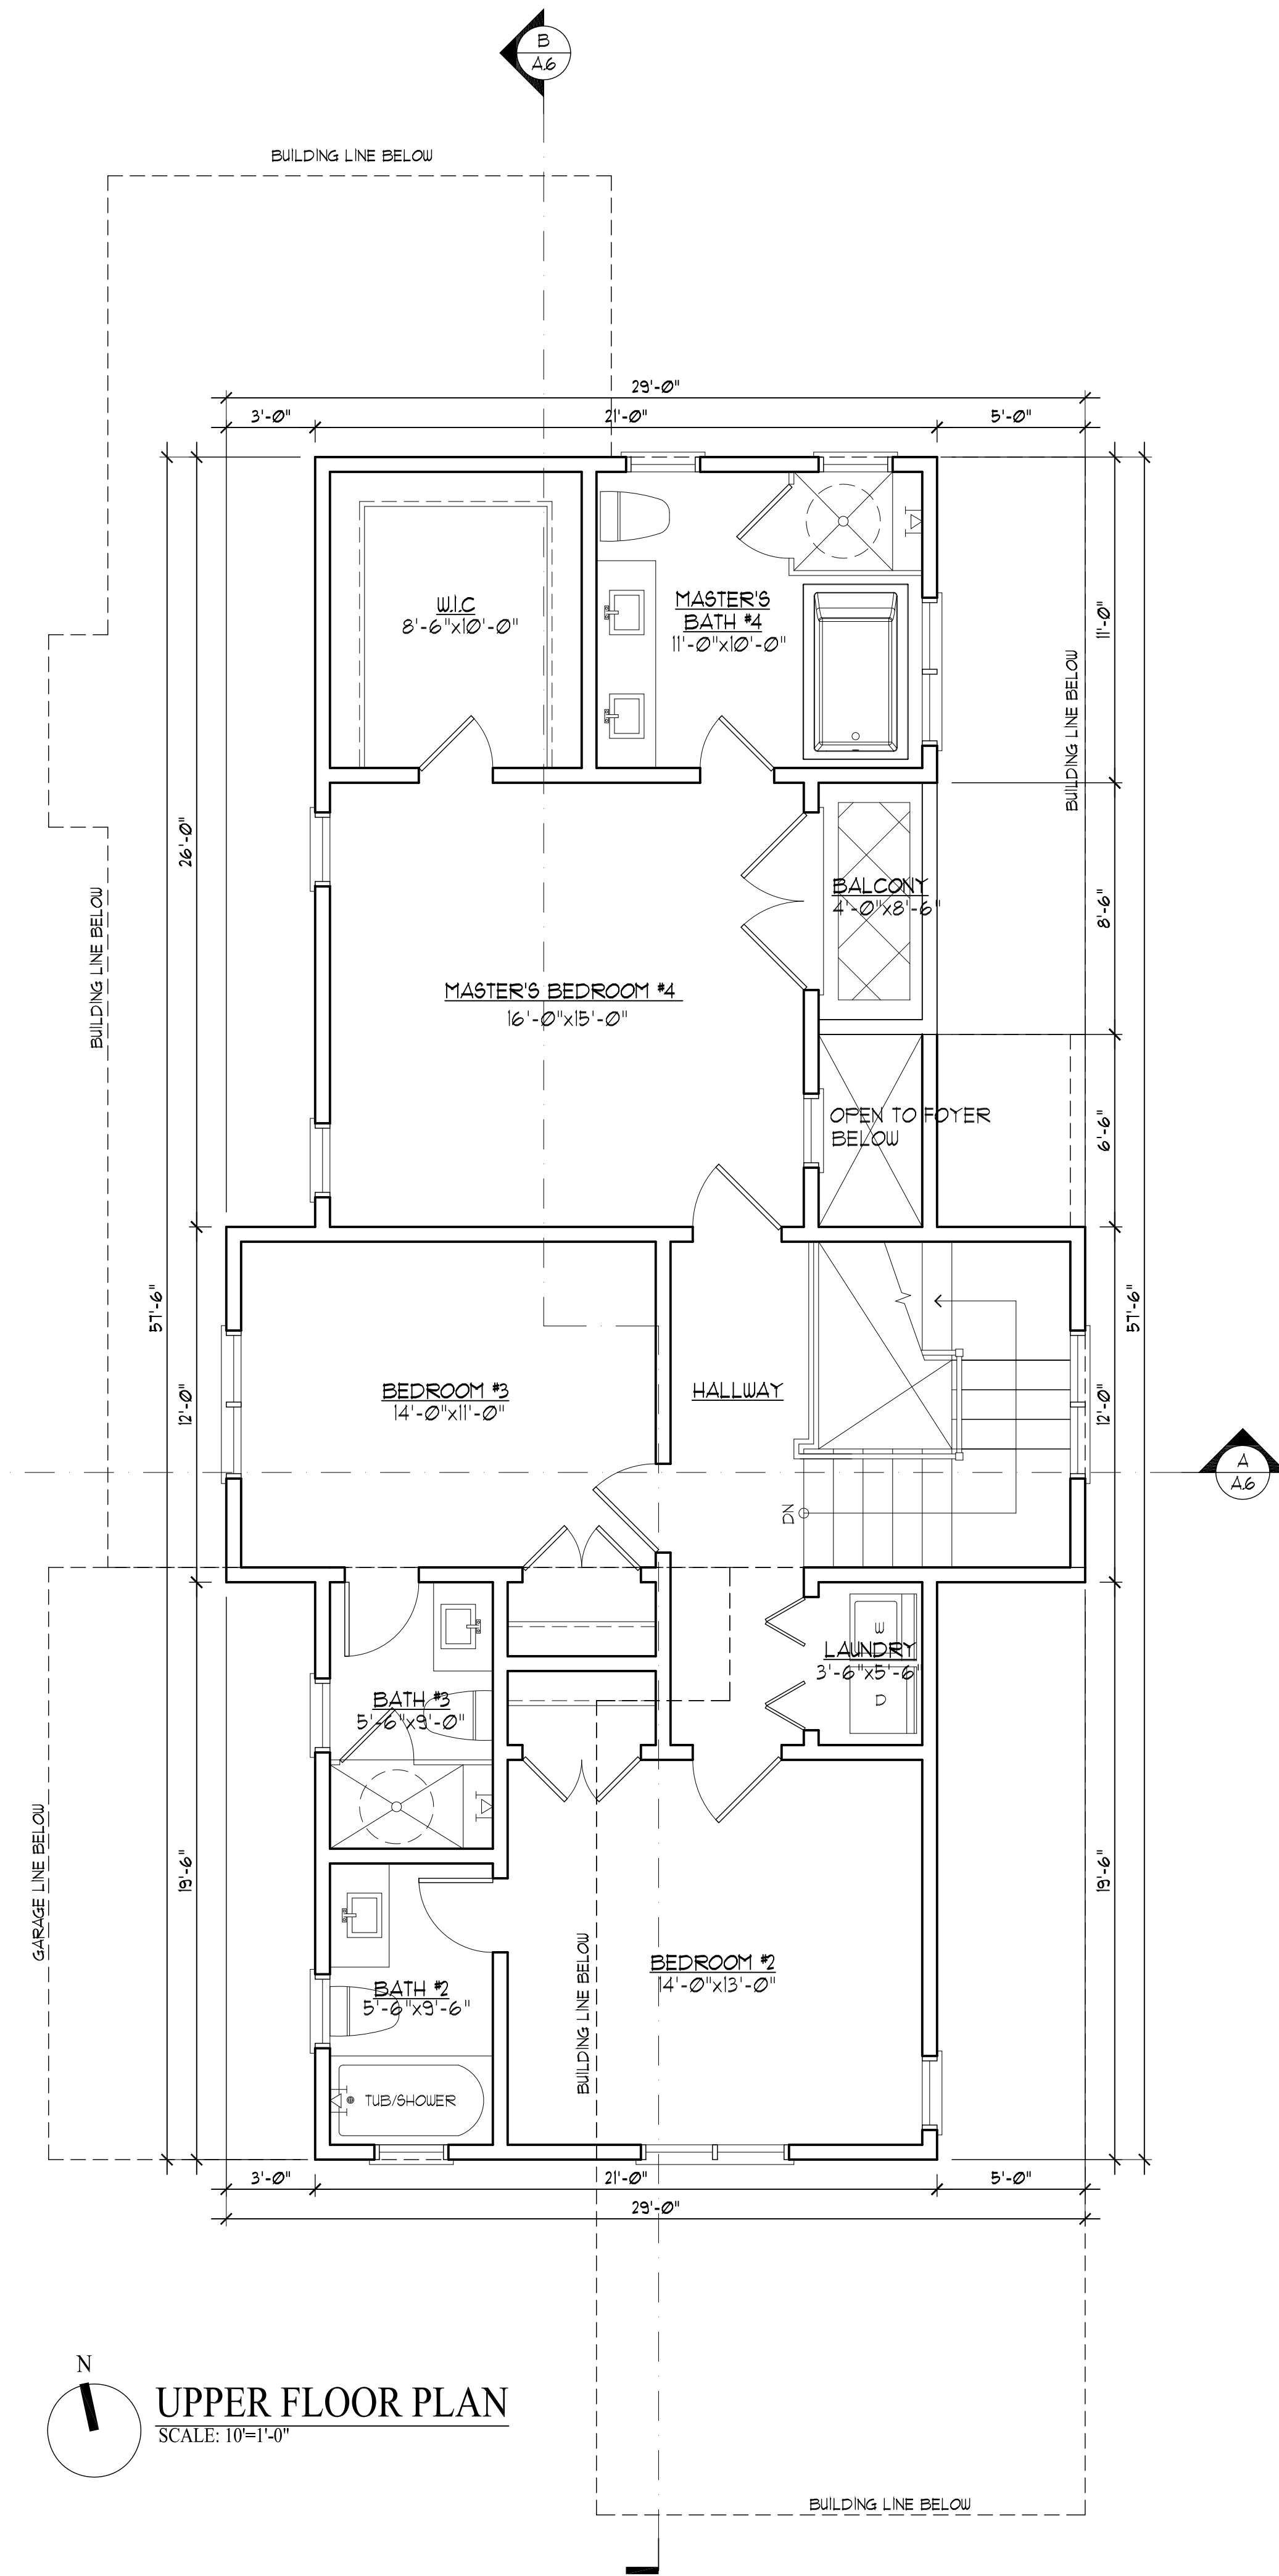 B
A.6
BUILDING LINE BELOW
29'-0"
3'-0"
21'-0"
5'-0"
W.I.C
8'-6"x10'-0"
MASTER'S
BATH #4
11'-0"x10'-0"
11'-0"
BUILDING LINE BELOW
26'-0"
BUILDING LINE BELOW
BALCONY
4'-0"x8'-6"
8'-6"
MASTER'S BEDROOM #4
16'-0"x15'-0"
OPEN TO FOYER
BELOW
6'-6"
57'-6"
57'-6"
BEDROOM #3
14'-0"x11'-0"
HALLWAY
12'-0"
12'-0"
A
A.6
DN
W
LAUNDRY
3'-6"x5'-6"
D
BATH #3
5'-6"x9'-0"
GARAGE LINE BELOW
19'-6"
19'-6"
BEDROOM #2
14'-0"x13'-0"
BATH #2
5'-6"x9'-6"
BUILDING LINE BELOW
TUB/SHOWER
3'-0"
21'-0"
5'-0"
29'-0"
N
UPPER FLOOR PLAN
SCALE: 10'=1'-0"
BUILDING LINE BELOW